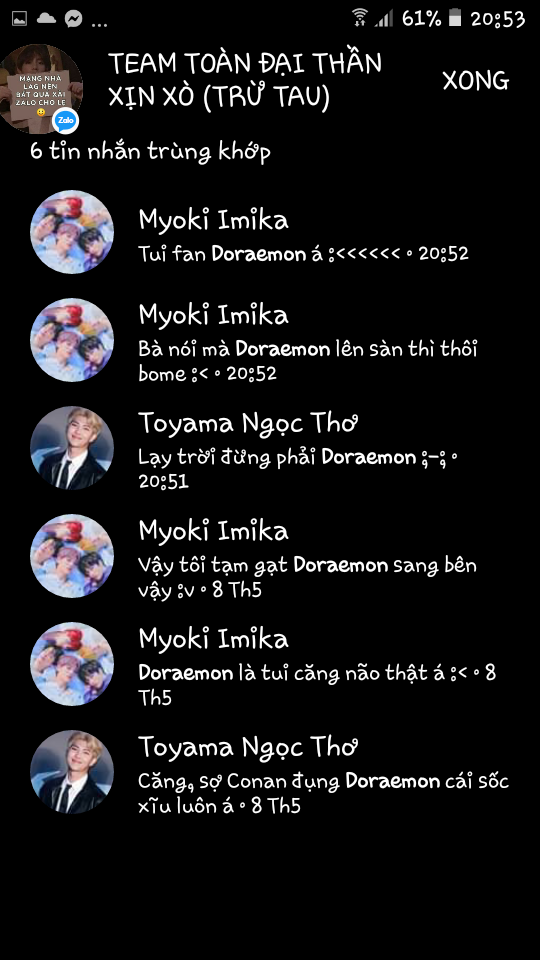 61% 20:53
MẠNG NHÀ
LAG NÊN
BẮT QUẢ XÀI
ZALO CHO LẸ
Zalo
TEAM TOÀN ĐẠI THẦN
XỊN XÒ (TRỪ TAU)
XONG
6 tin nhắn trùng khớp
Myoki Imika
Tui fan Doraemon á :<<<<<< • 20:52
Myoki Imika
Bà nói mà Doraemon lên sàn thì thôi
bome :< • 20:52
Toyama Ngọc Thơ
Lạy trời đừng phải Doraemon ;-; •
20:51
Myoki Imika
Vậy tôi tạm gạt Doraemon sang bên
vậy :v • 8 Th5
Myoki Imika
Doraemon là tui căng não thật á :< • 8
Th5
Toyama Ngọc Thơ
Căng, sợ Conan đụng Doraemon cái sốc
xĩu luôn á • 8 Th5